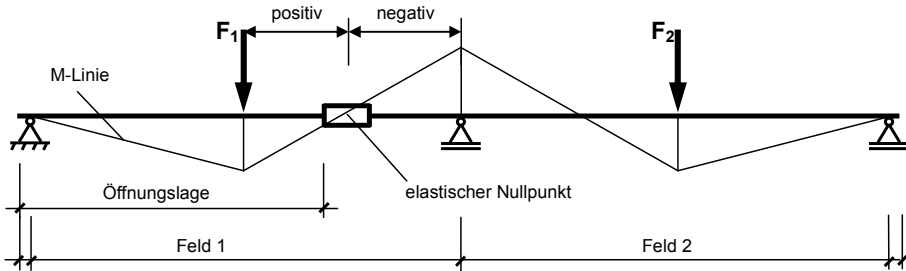 positiv
negativ
F1
F2
M-Linie
Öffnungslage
elastischer Nullpunkt
Feld 1
Feld 2